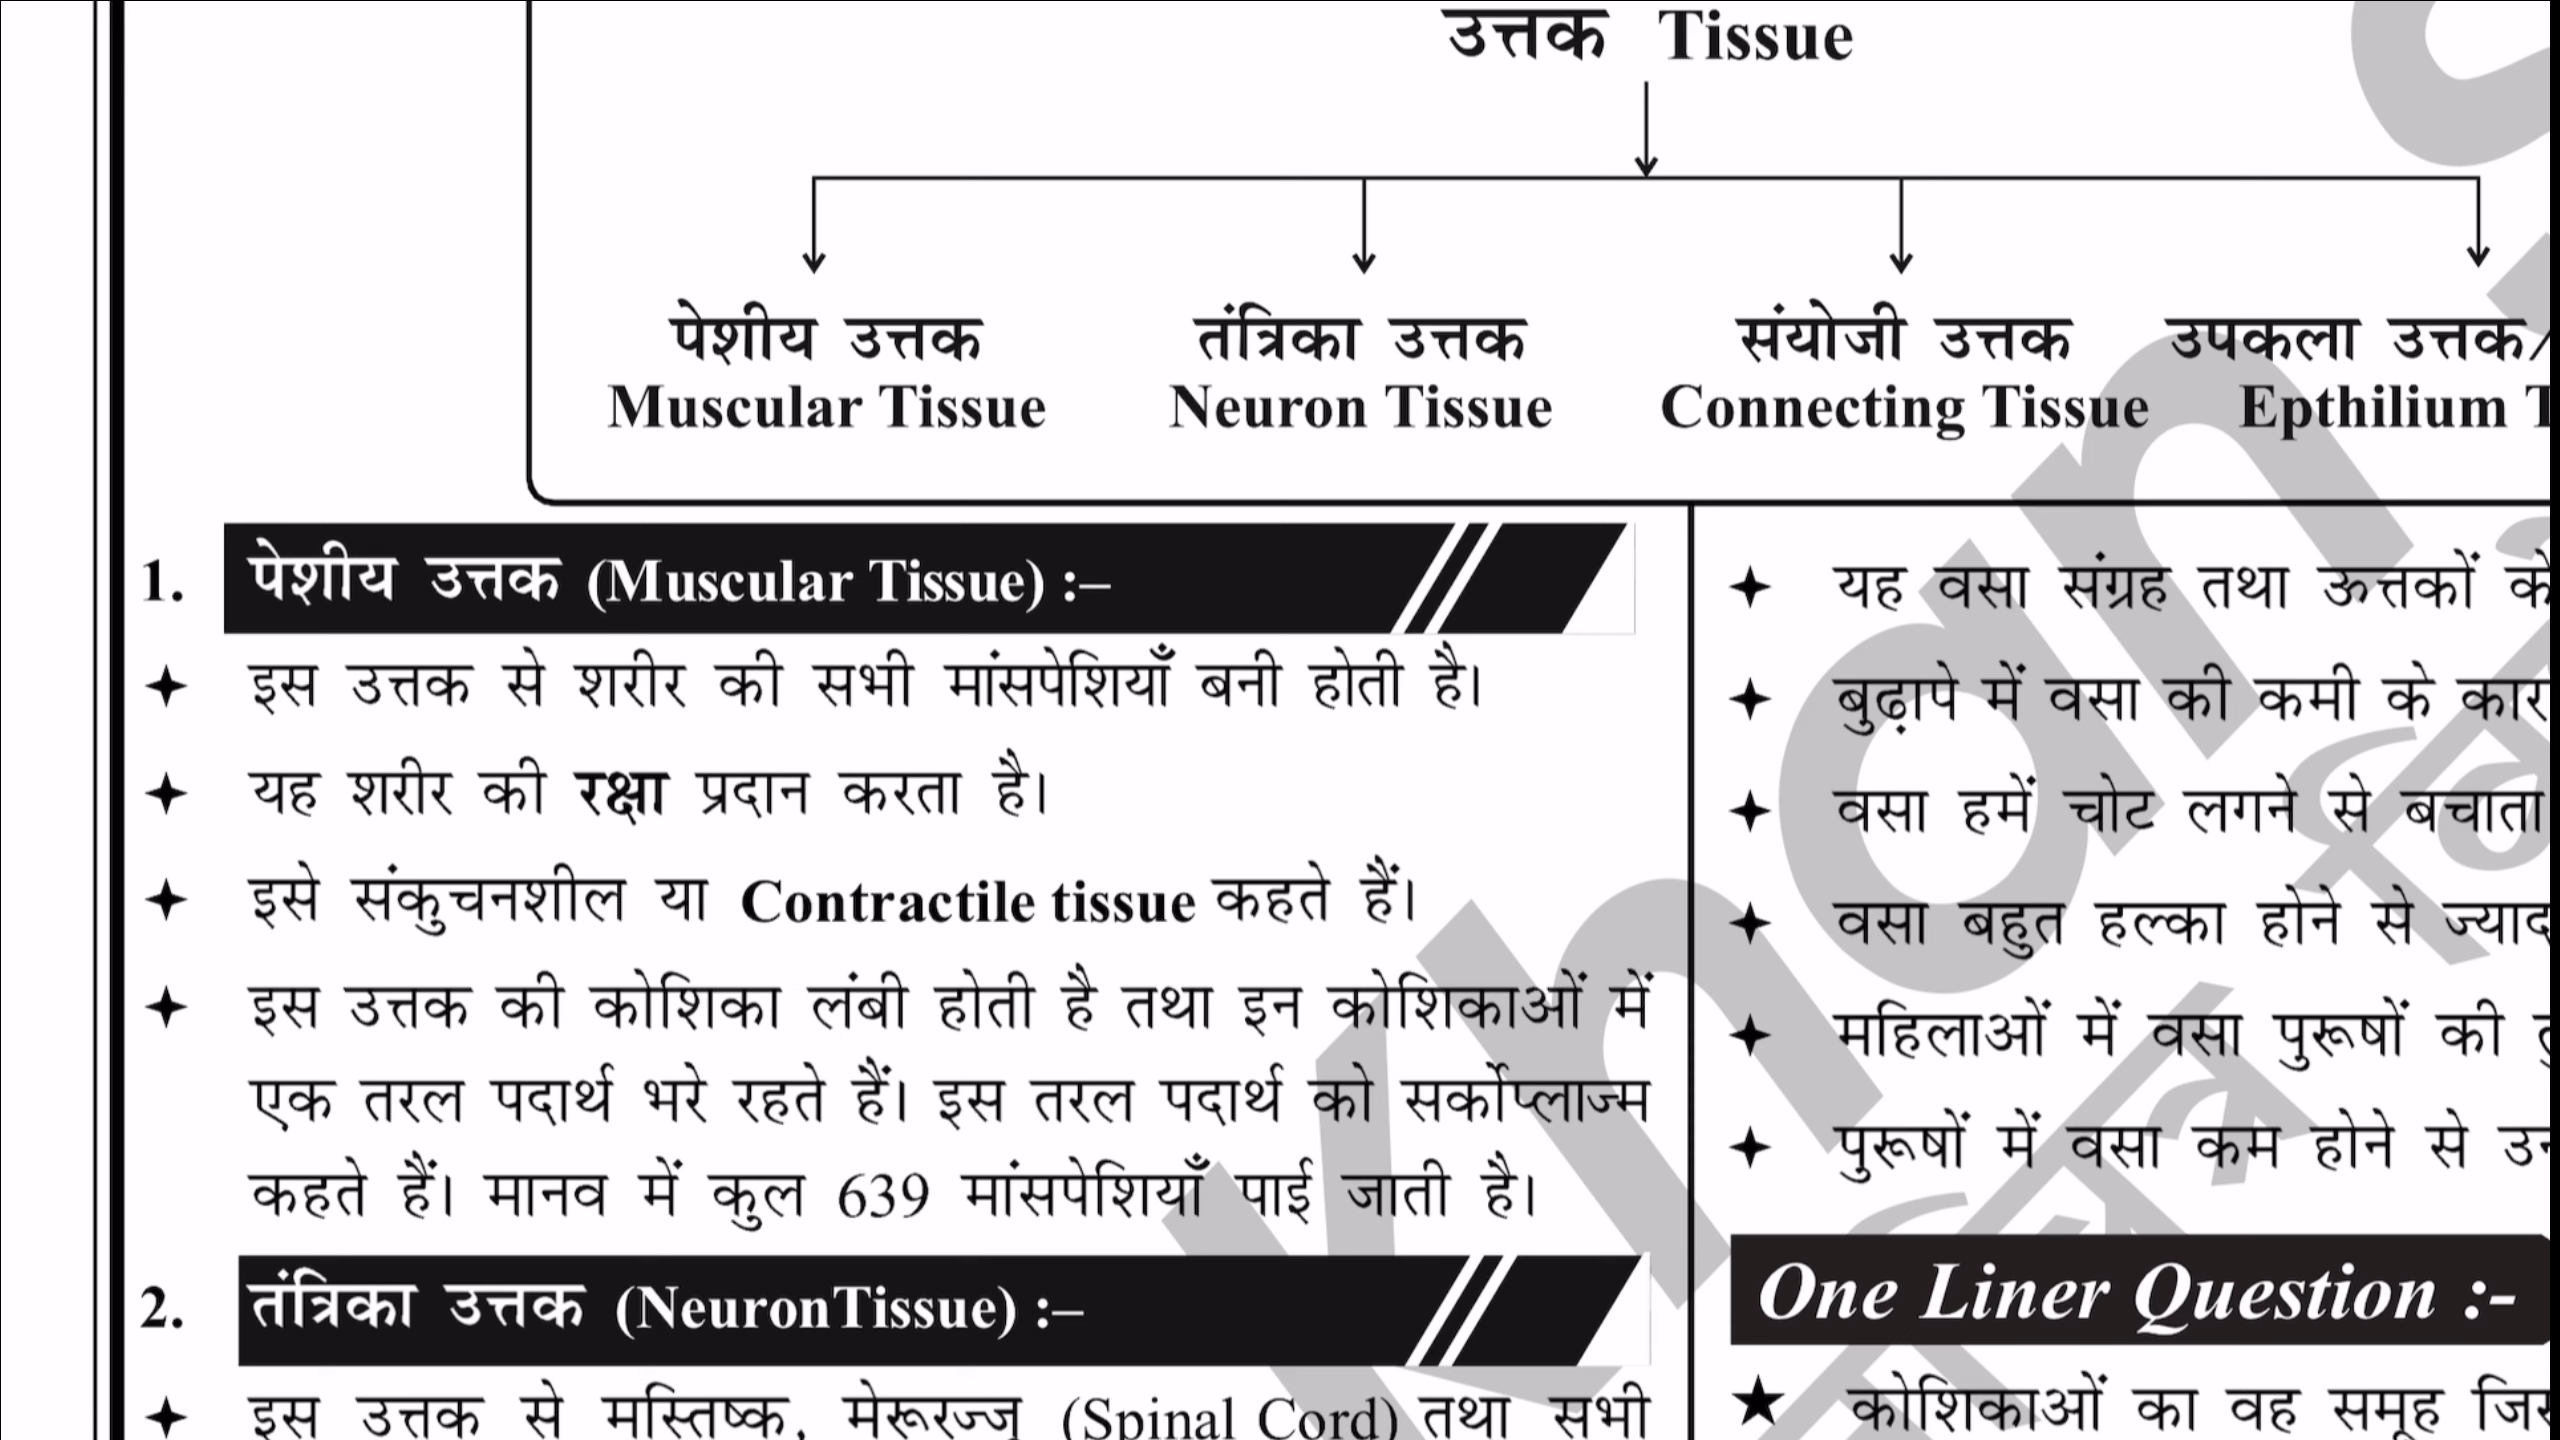 उत्तक Tissue
पेशीय उत्तक
Muscular Tissue
तंत्रिका उत्तक
Neuron Tissue
संयोजी उत्तक
Connecting Tissue
उपकला उत्तक/
Epthilium
1. पेशीय उत्तक (Muscular Tissue) :–
इस उत्तक से शरीर की सभी मांसपेशियाँ बनी होती है।
यह शरीर की रक्षा प्रदान करता है।
इसे संकुचनशील या Contractile tissue कहते हैं।
इस उत्तक की कोशिका लंबी होती है तथा इन कोशिकाओं में
एक तरल पदार्थ भरे रहते हैं। इस तरल पदार्थ को सर्कोप्लाज्म
कहते हैं। मानव में कुल 639 मांसपेशियाँ पाई जाती है।
2. तंत्रिका उत्तक (NeuronTissue) :–
इस उत्तक से मस्तिष्क, मेरूरज्जु (Spinal Cord) तथा सभी
यह वसा संग्रह तथा ऊत्तकों
बुढ़ापे में वसा की कमी के
वसा हमें चोट लगने से बचाता
वसा बहुत हल्का होने से
महिलाओं में वसा पुरूषों की
पुरूषों में वसा कम होने से
One Liner Question :-
कोशिकाओं का वह समूह
khan